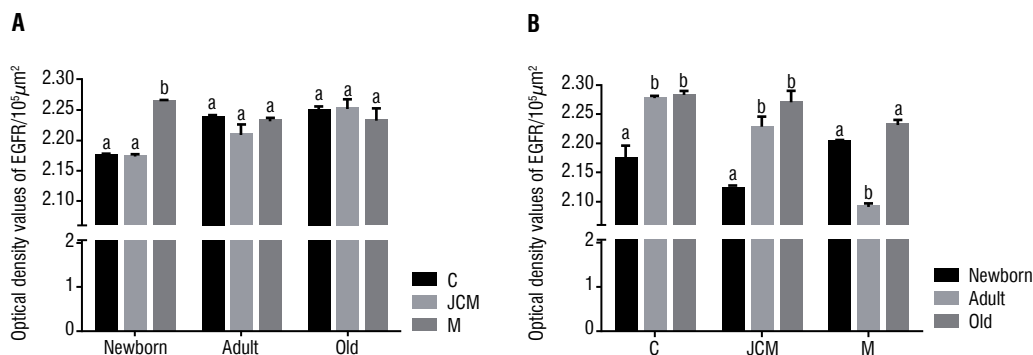 A
Optical density values of EGFR/10⁵µm²
2.30
2.25
2.20
2.15
2.10
2
1
0
a
a
b
a
a
a
a
a
a
Newborn
Adult
Old
C
JCM
M
B
Optical density values of EGFR/10⁵µm²
2.30
2.25
2.20
2.15
2.10
2
1
0
a
b
b
a
b
b
a
b
a
C
JCM
M
Newborn
Adult
Old